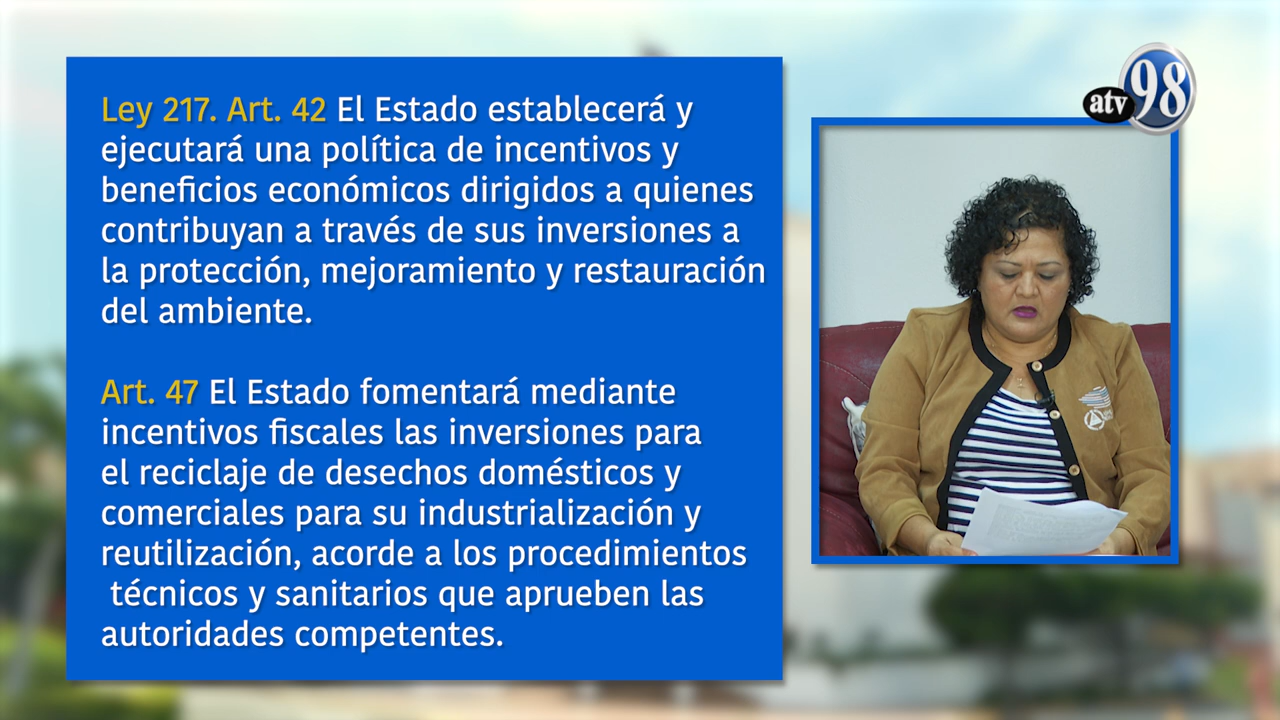 Ley 217. Art. 42 El Estado establecerá y
ejecutará una política de incentivos y
beneficios económicos dirigidos a quienes
contribuyan a través de sus inversiones a
la protección, mejoramiento y restauración
del ambiente.
Art. 47 El Estado fomentará mediante
incentivos fiscales las inversiones para
el reciclaje de desechos domésticos y
comerciales para su industrialización y
reutilización, acorde a los procedimientos
técnicos y sanitarios que aprueben las
autoridades competentes.
atv 98